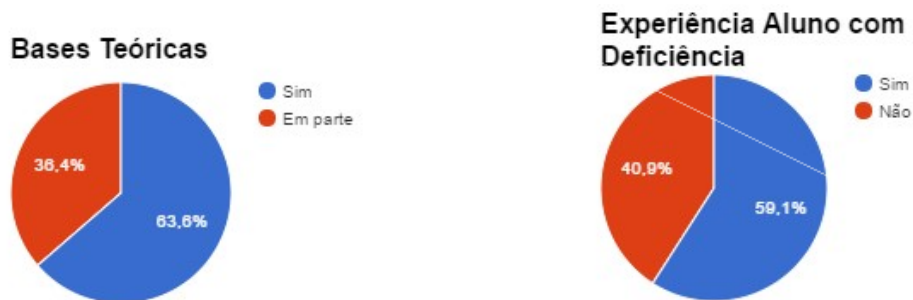 Bases Teóricas
Sim
Em parte
36,4%
63,6%
Experiência Aluno com
Deficiência
Sim
Não
40,9%
59,1%